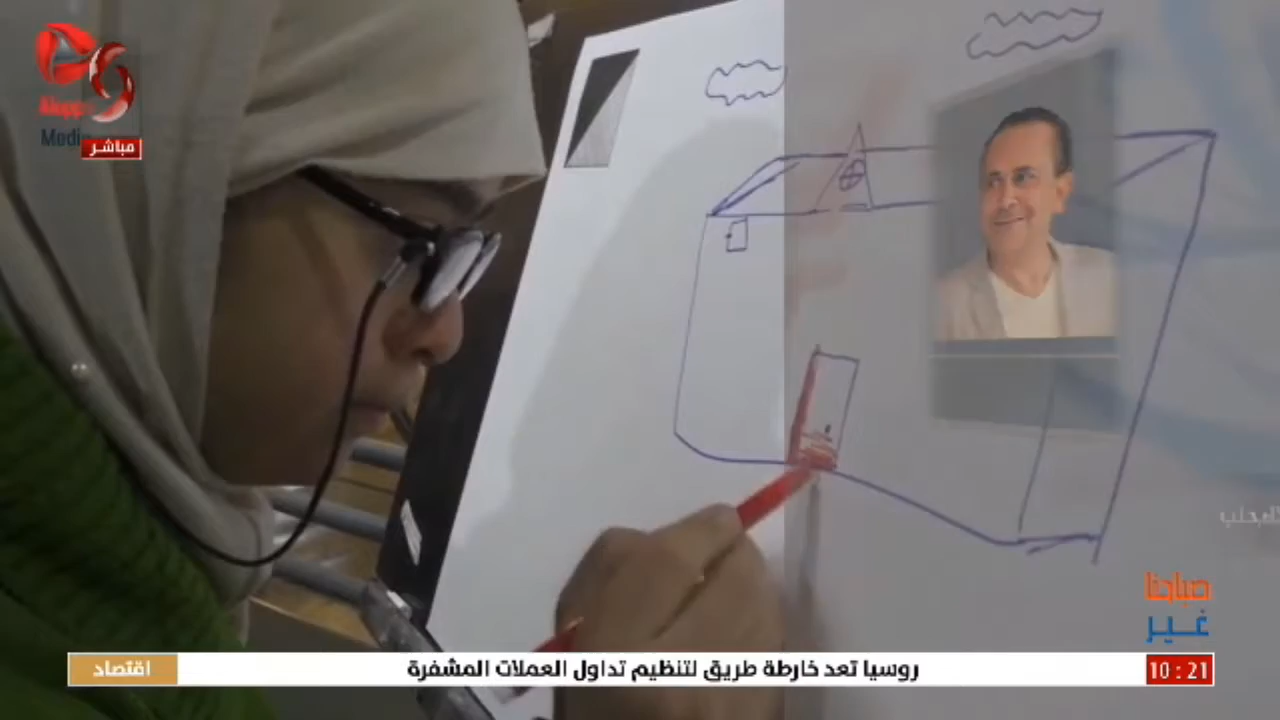 مباشر
صباحنا
غير
10:21
روسيا تعد خارطة طريق لتنظيم تداول العملات المشفرة
اقتصاد